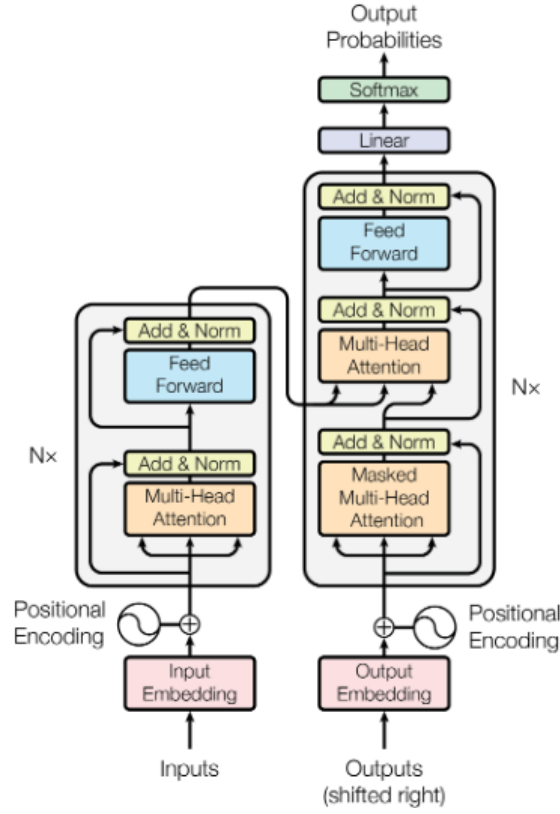 Output
Probabilities
Softmax
Linear
Add & Norm
Feed
Forward
Add & Norm
Multi-Head
Attention
Add & Norm
Masked
Multi-Head
Attention
N×
Add & Norm
Feed
Forward
Add & Norm
Multi-Head
Attention
N×
Positional
Encoding
Positional
Encoding
Input
Embedding
Output
Embedding
Inputs
Outputs
(shifted right)